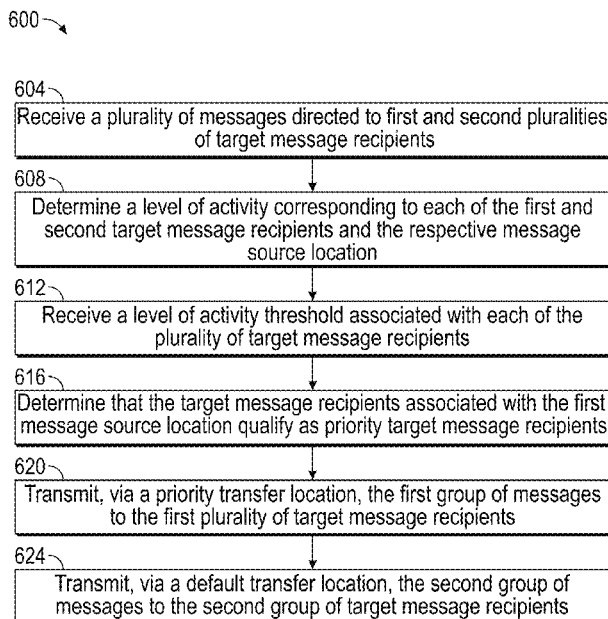 600
604
Receive a plurality of messages directed to first and second pluralities
of target message recipients
608
Determine a level of activity corresponding to each of the first and
second target message recipients and the respective message
source location
612
Receive a level of activity threshold associated with each of the
plurality of target message recipients
616
Determine that the target message recipients associated with the first
message source location qualify as priority target message recipients
620
Transmit, via a priority transfer location, the first group of messages
to the first plurality of target message recipients
624
Transmit, via a default transfer location, the second group of
messages to the second group of target message recipients